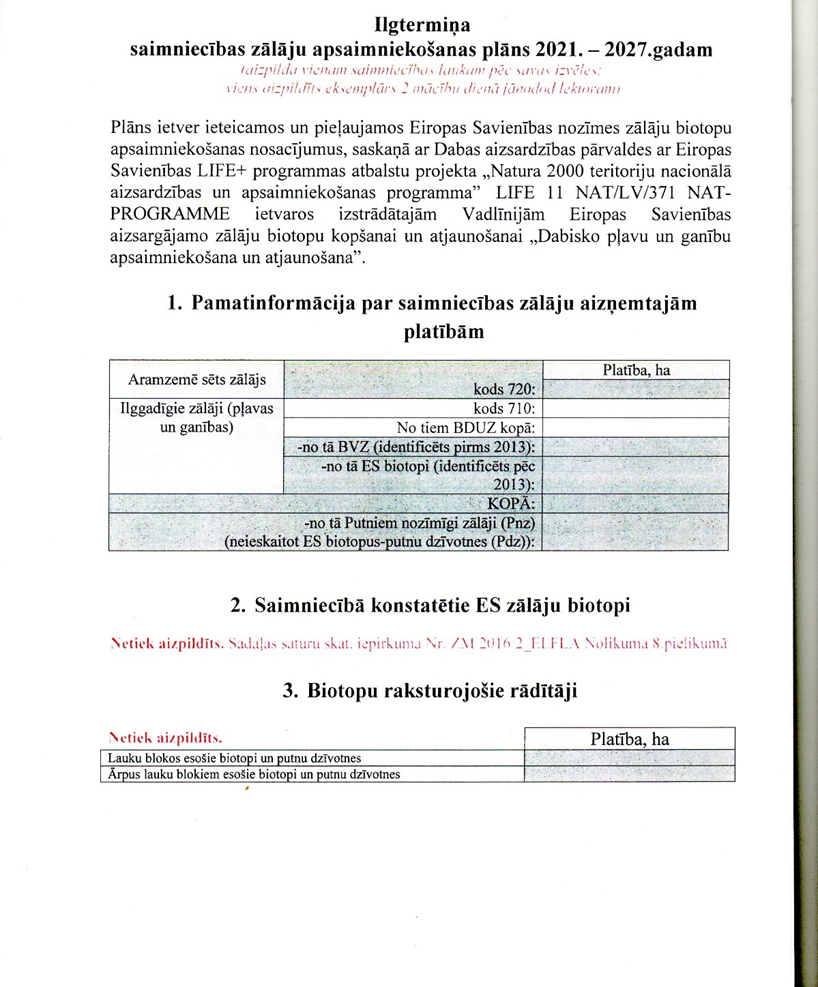 Ilgtermiņa
saimniecības zālāju apsaimniekošanas plāns 2021. – 2027.gadam
(aizpilda vienam saimniecības laukam pēc savas izvēles;
viens aizpildīts eksemplārs 2 mācību dienā jānodod lektoram)
Plāns ietver ieteicamos un pieļaujamos Eiropas Savienības nozīmes zālāju biotopu
apsaimniekošanas nosacījumus, saskaņā ar Dabas aizsardzības pārvaldes ar Eiropas
Savienības LIFE+ programmas atbalstu projekta „Natura 2000 teritoriju nacionālā
aizsardzības un apsaimniekošanas programma” LIFE 11 NAT/LV/371 NAT-
PROGRAMME ietvaros izstrādātajām Vadlīnijām Eiropas Savienības
aizsargājamo zālāju biotopu kopšanai un atjaunošanai „Dabisko pļavu un ganību
apsaimniekošana un atjaunošana”.
1. Pamatinformācija par saimniecības zālāju aizņemtajām
platībām
Platība, ha
Aramzemē sēts zālājs
kods 720:
Ilggadīgie zālāji (pļavas
un ganības)
kods 710:
No tiem BDUZ kopā:
-no tā BVZ (identificēts pirms 2013):
-no tā ES biotopi (identificēts pēc
2013):
KOPĀ:
-no tā Putniem nozīmīgi zālāji (Pnz)
(neieskaitot ES biotopus-putnu dzīvotnes (Pdz)):
2. Saimniecībā konstatētie ES zālāju biotopi
Netiek aizpildīts. Sadaļas saturu skat. iepirkuma Nr. ZM 2016 2_ELFLA Nolikuma 8.pielikumā
3. Biotopu raksturojošie rādītāji
Netiek aizpildīts.
Platība, ha
Lauku blokos esošie biotopi un putnu dzīvotnes
Ārpus lauku blokiem esošie biotopi un putnu dzīvotnes